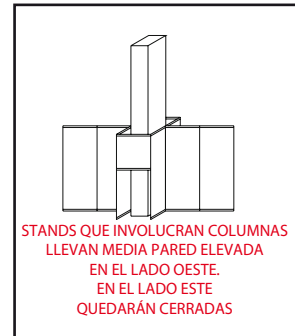 STANDS QUE INVOLUCRAN COLUMNAS
LLEVAN MEDIA PARED ELEVADA
EN EL LADO OESTE.
EN EL LADO ESTE
QUEDARÁN CERRADAS